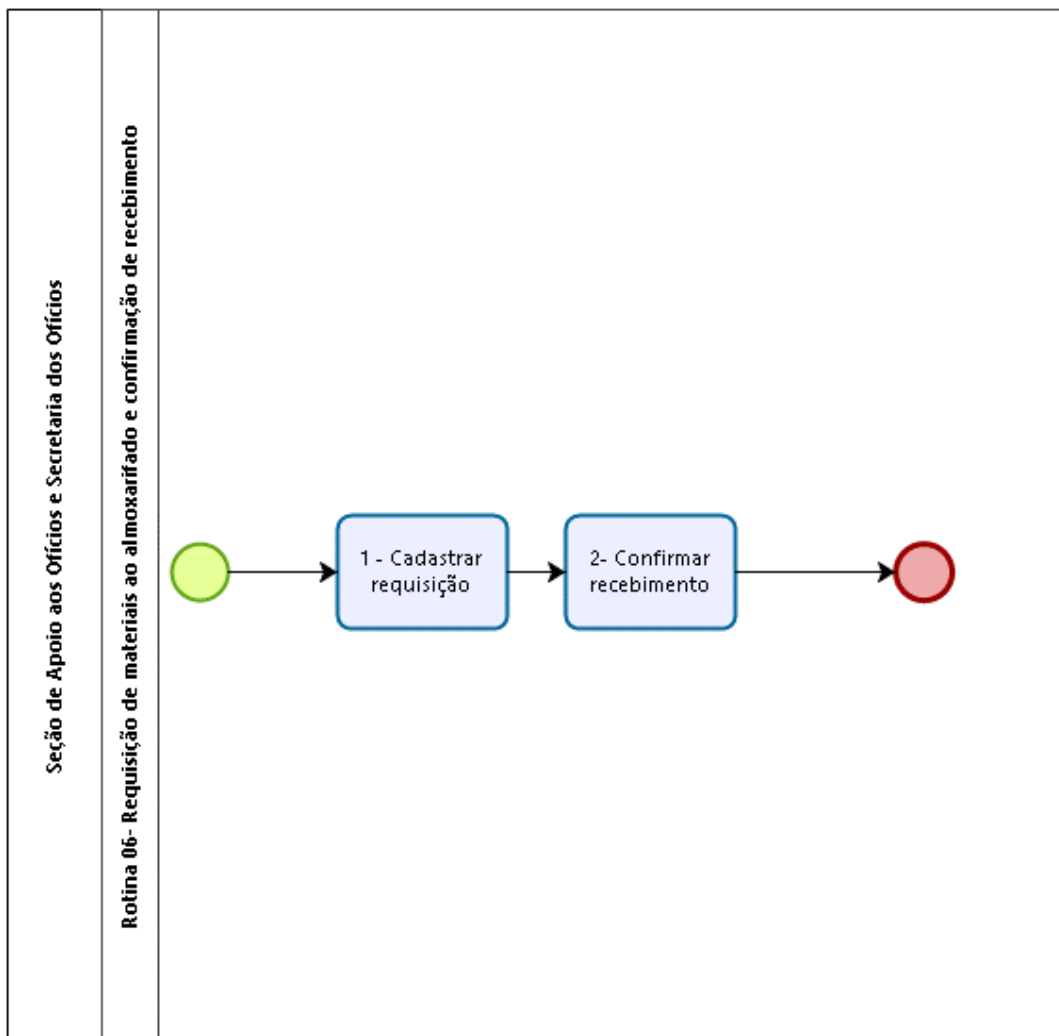 Seção de Apoio aos Ofícios e Secretaria dos Ofícios
Rotina 06- Requisição de materiais ao almoxarifado e confirmação de recebimento
1 - Cadastrar
requisição
2- Confirmar
recebimento